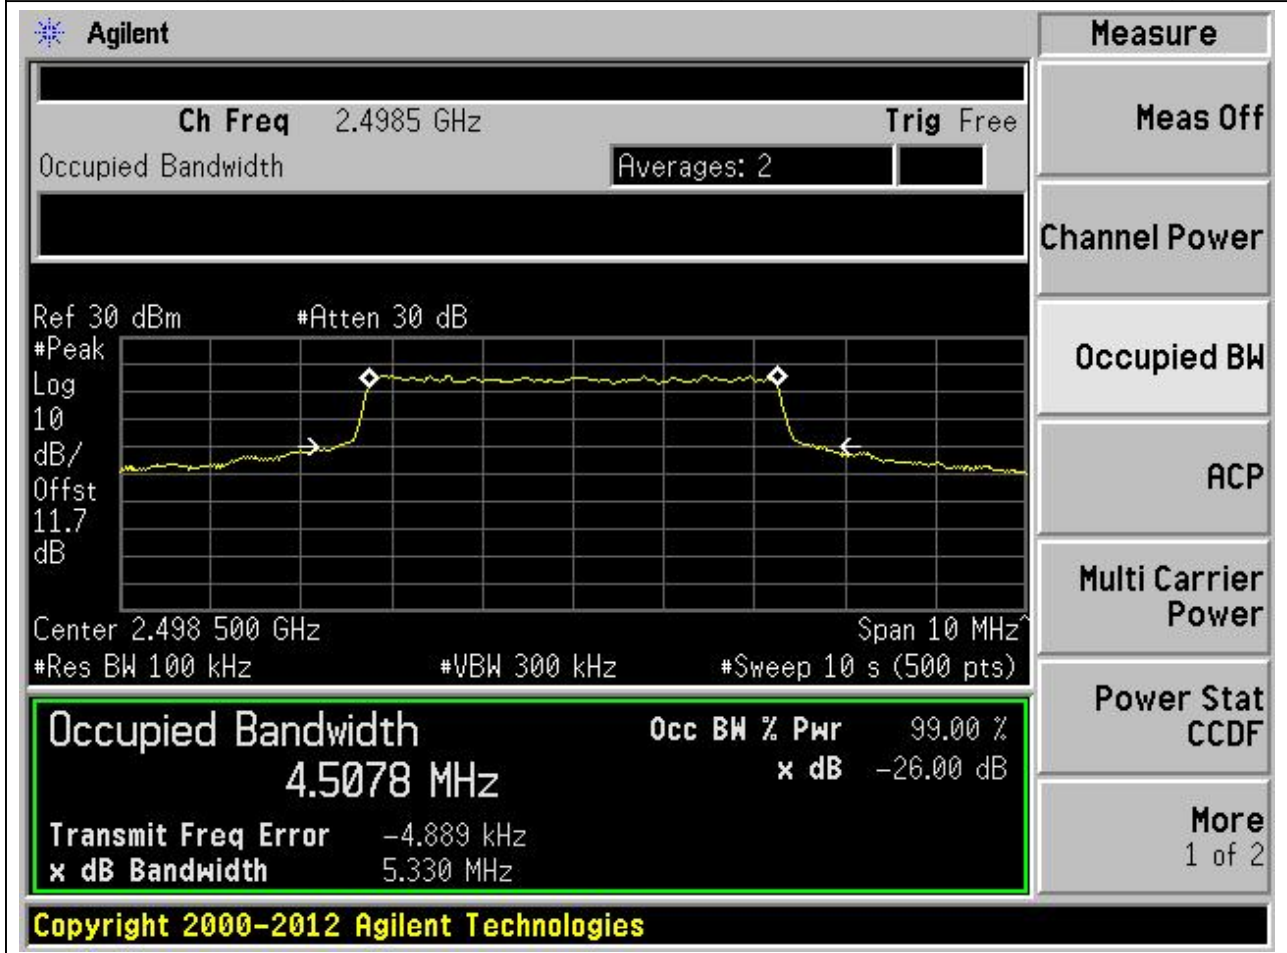 Agilent
Ch Freq 2.4985 GHz Trig Free
Occupied Bandwidth Averages: 2
Ref 30 dBm #Atten 30 dB
#Peak
Log
10
dB/
Offst
11.7
dB
Center 2.498 500 GHz Span 10 MHz^
#Res BW 100 kHz #VBW 300 kHz #Sweep 10 s (500 pts)
Occupied Bandwidth
4.5078 MHz
Occ BW % Pwr 99.00 %
x dB -26.00 dB
Transmit Freq Error -4.889 kHz
x dB Bandwidth 5.330 MHz
Copyright 2000-2012 Agilent Technologies
Measure
Meas Off
Channel Power
Occupied BW
ACP
Multi Carrier
Power
Power Stat
CCDF
More
1 of 2